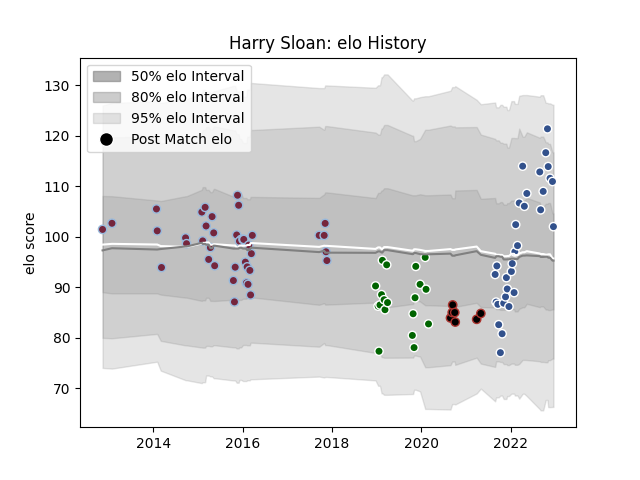 Harry Sloan: elo History
50% elo Interval
80% elo Interval
95% elo Interval
Post Match elo
elo score
130
120
110
100
90
80
70
2014
2016
2018
2020
2022